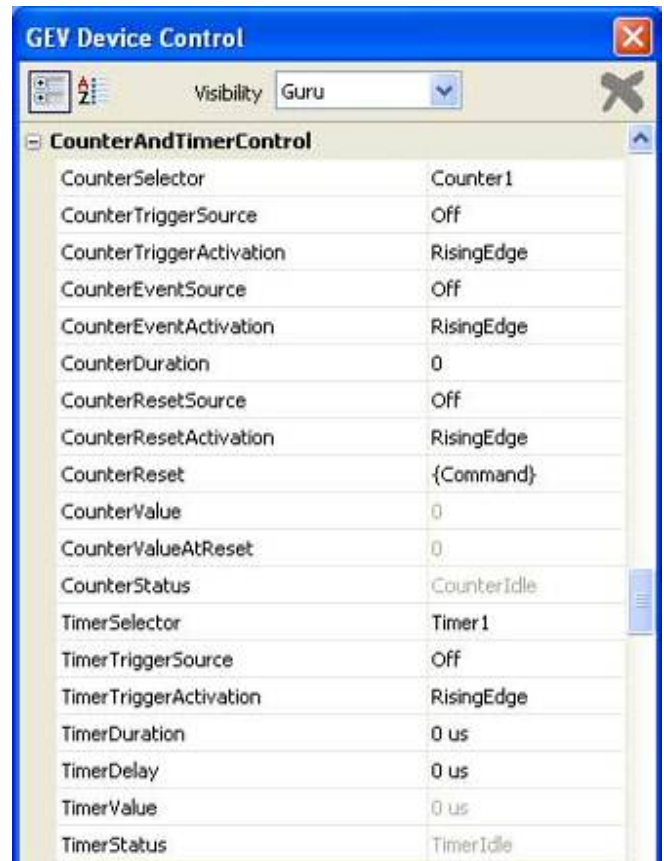 GEV Device Control
Visibility Guru
CounterAndTimerControl
CounterSelector Counter1
CounterTriggerSource Off
CounterTriggerActivation RisingEdge
CounterEventSource Off
CounterEventActivation RisingEdge
CounterDuration 0
CounterResetSource Off
CounterResetActivation RisingEdge
CounterReset {Command}
CounterValue 0
CounterValueAtReset 0
CounterStatus CounterIdle
TimerSelector Timer1
TimerTriggerSource Off
TimerTriggerActivation RisingEdge
TimerDuration 0 us
TimerDelay 0 us
TimerValue 0 us
TimerStatus TimerIdle